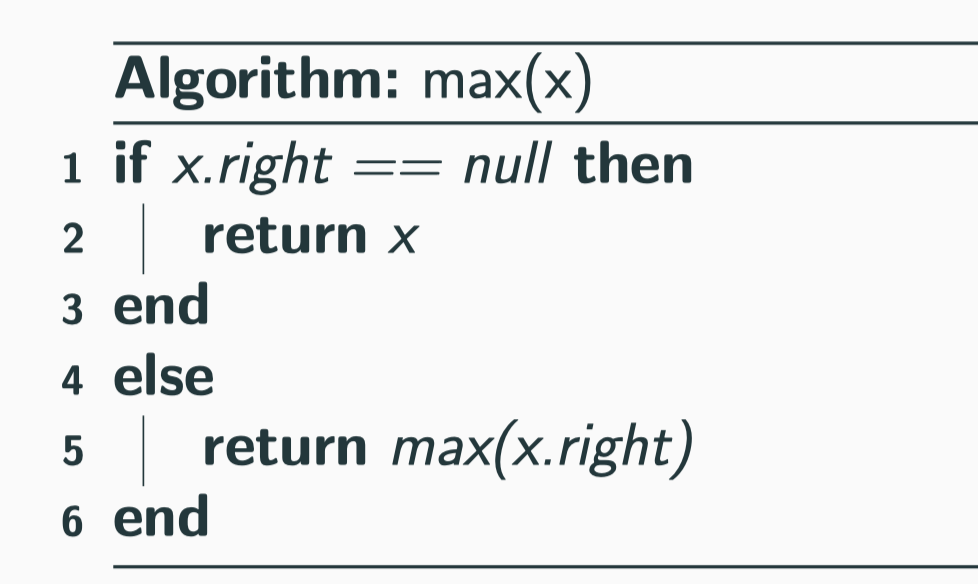 Algorithm: max(x)
1 if x.right == null then
2 return x
3 end
4 else
5 return max(x.right)
6 end